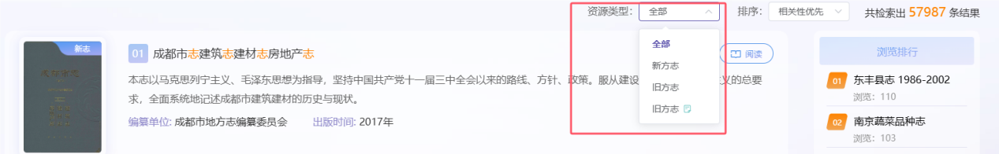 资源类型： 全部 排序： 相关性优先 共检索出 57987 条结果
全部
新方志
旧方志
旧方志
新志
成都市志
01 成都市志建筑志建材志房地产志
阅读
本志以马克思列宁主义、毛泽东思想为指导，坚持中国共产党十一届三中全会以来的路线、方针、政策。服从建设
义的总要
求，全面系统地记述成都市建筑建材的历史与现状。
编纂单位: 成都市地方志编纂委员会 出版时间: 2017年
浏览排行
01 东丰县志 1986-2002
浏览：110
02 南京蔬菜品种志
浏览：103